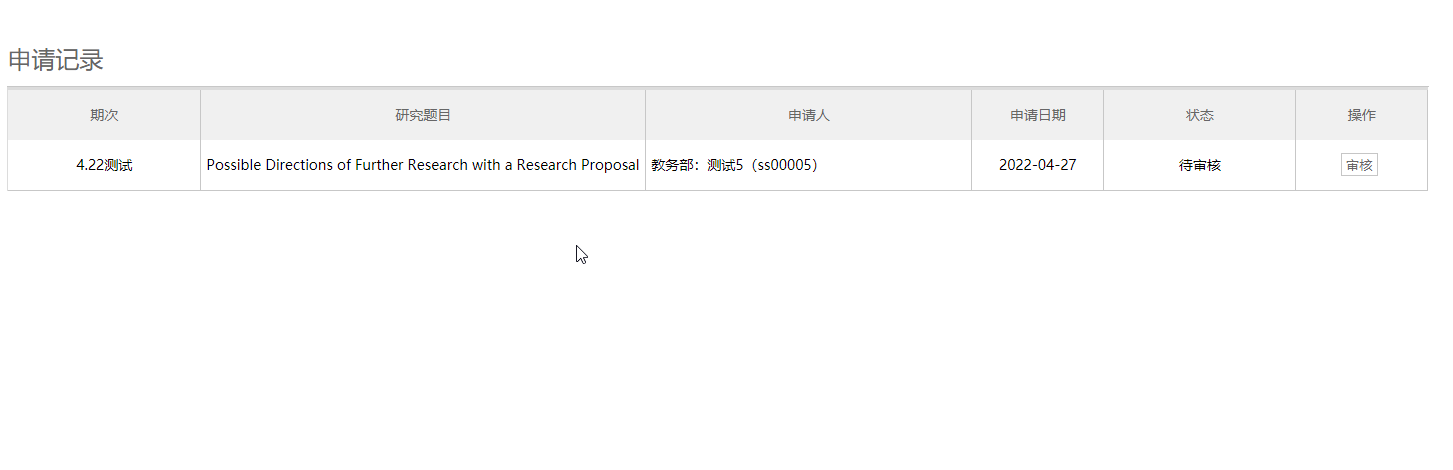 申请记录
期次 研究题目 申请人 申请日期 状态 操作
4.22测试 Possible Directions of Further Research with a Research Proposal 教务部：测试5（ss00005） 2022-04-27 待审核 审核